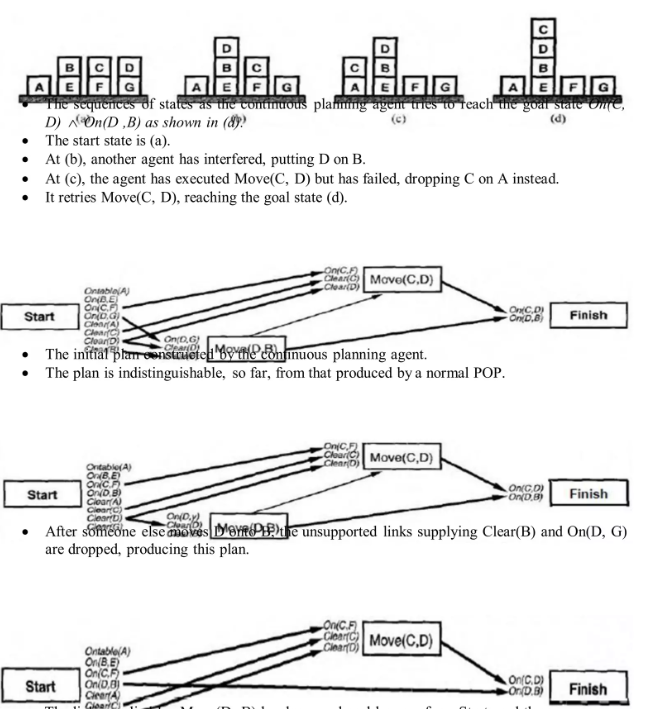 C
D D D
B C D B C C B B
A E F G A E F G A E F G A E F G
• The sequences of states as the continuous planning agent tries to reach the goal state On(C,
D) ∧ On(D ,B) as shown in (d).
(a) (b) (c) (d)
• The start state is (a).
• At (b), another agent has interfered, putting D on B.
• At (c), the agent has executed Move(C, D) but has failed, dropping C on A instead.
• It retries Move(C, D), reaching the goal state (d).
On(C,F)
Clear(C)
Clear(D)
Move(C,D)
Start
Ontable(A)
On(B,E)
On(C,F)
On(D,G)
Clear(A)
Clear(C)
Clear(D)
Clear(B)
On(D,G)
Clear(D)
Move(D,B)
On(C,D)
On(D,B)
Finish
• The initial plan constructed by the continuous planning agent.
• The plan is indistinguishable, so far, from that produced by a normal POP.
On(C,F)
Clear(C)
Clear(D)
Move(C,D)
Start
Ontable(A)
On(B,E)
On(C,F)
On(D,B)
Clear(A)
Clear(C)
Clear(D)
Clear(G)
On(D,y)
Clear(D)
Move(D,B)
On(C,D)
On(D,B)
Finish
• After someone else moves D onto B, the unsupported links supplying Clear(B) and On(D, G)
are dropped, producing this plan.
On(C,F)
Clear(C)
Clear(D)
Move(C,D)
Start
Ontable(A)
On(B,E)
On(C,F)
On(D,B)
Clear(A)
Clear(C)
On(C,D)
On(D,B)
Finish